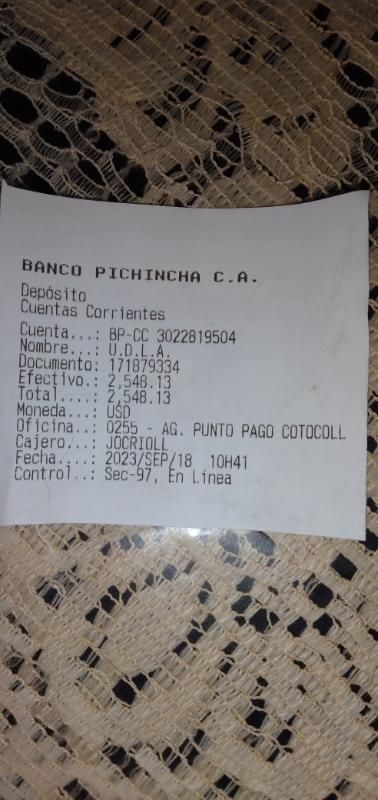 BANCO PICHINCHA C.A.
Depósito
Cuentas Corrientes
Cuenta...: BP-CC 3022819504
Nombre...: U.D.L.A.
Documento: 171879334
Efectivo.: 2,548.13
Total....: 2,548.13
Moneda...: USD
Oficina..: 0255 - AG. PUNTO PAGO COTOCOLL
Cajero...: JOCRIOLL
Fecha....: 2023/SEP/18 10H41
Control..: Sec-97, En Linea